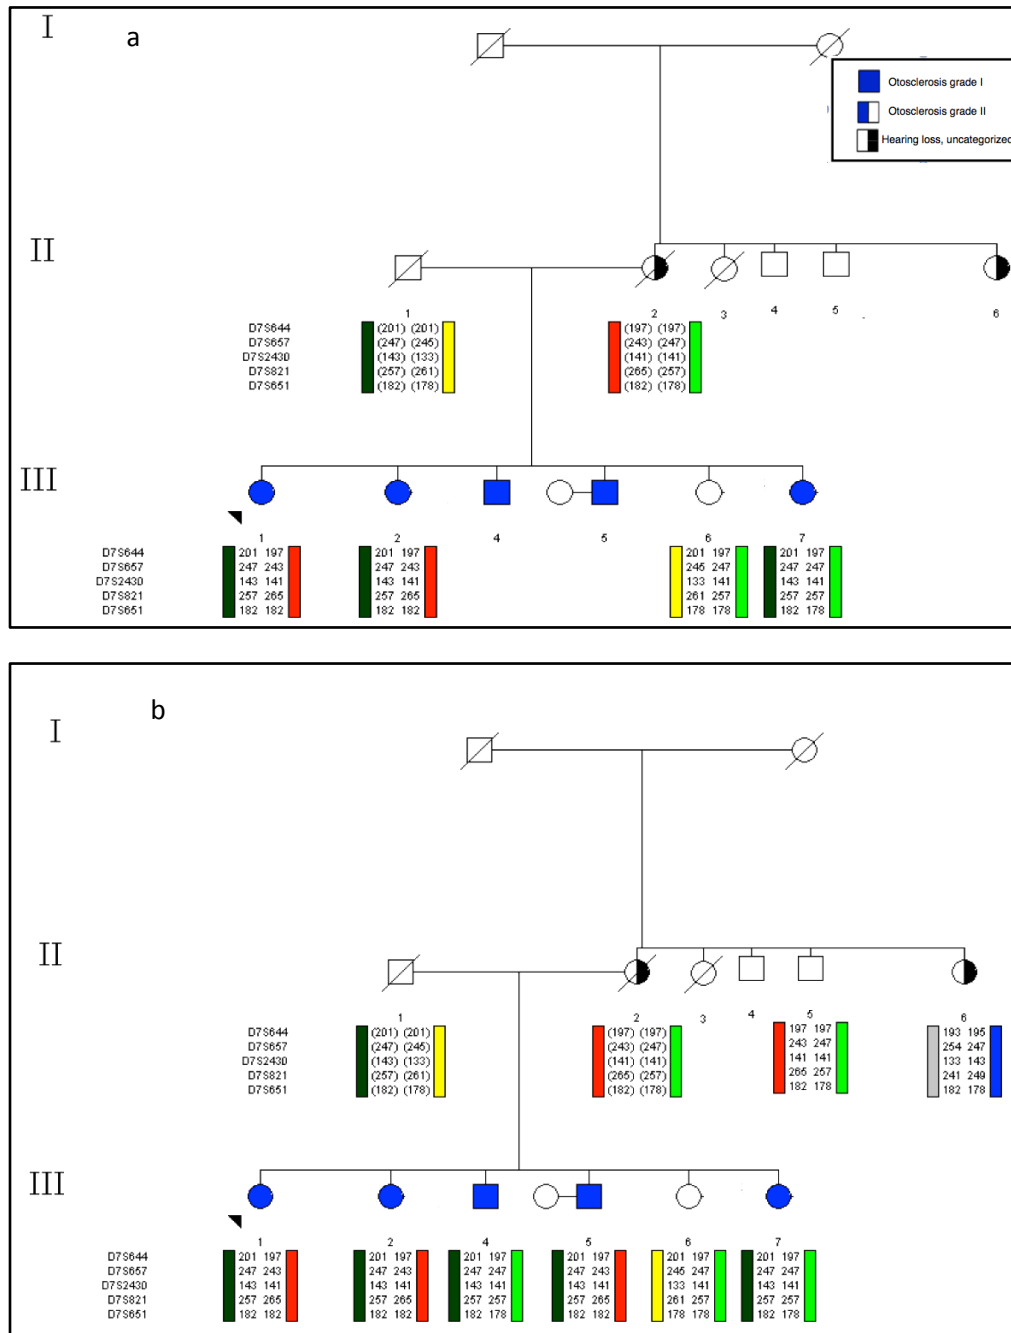 I
a
Otosclerosis grade I
Otosclerosis grade II
Hearing loss, uncategorized
II
1 2 3 4 5 6
D7S644 (201) (201) (197) (197)
D7S657 (247) (245) (243) (247)
D7S2430 (143) (133) (141) (141)
D7S821 (257) (261) (265) (257)
D7S651 (182) (178) (182) (178)
III
1 2 4 5 6 7
D7S644 201 197 201 197 201 197 201 197
D7S657 247 243 247 243 245 247 247 247
D7S2430 143 141 143 141 133 141 143 141
D7S821 257 265 257 265 261 257 257 257
D7S651 182 182 182 182 178 178 182 178
b
I
II
1 2 3 4 5 6
D7S644 (201) (201) (197) (197) 197 197 193 195
D7S657 (247) (245) (243) (247) 243 247 254 247
D7S2430 (143) (133) (141) (141) 141 141 133 143
D7S821 (257) (261) (265) (257) 265 257 241 249
D7S651 (182) (178) (182) (178) 182 178 182 178
III
1 2 4 5 6 7
D7S644 201 197 201 197 201 197 201 197 201 197 201 197
D7S657 247 243 247 243 247 247 247 243 245 247 247 247
D7S2430 143 141 143 141 143 141 143 141 133 141 143 141
D7S821 257 265 257 265 257 257 257 265 261 257 257 257
D7S651 182 182 182 182 182 178 182 182 178 178 182 178